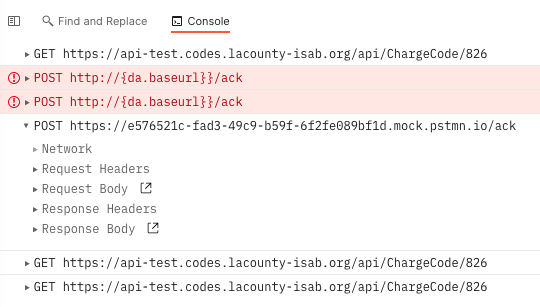 Find and Replace Console
GET https://api-test.codes.lacounty-isab.org/api/ChargeCode/826
POST http://{da.baseurl}}/ack
POST http://{da.baseurl}}/ack
POST https://e576521c-fad3-49c9-b59f-6f2fe089bf1d.mock.pstmn.io/ack
Network
Request Headers
Request Body
Response Headers
Response Body
GET https://api-test.codes.lacounty-isab.org/api/ChargeCode/826
GET https://api-test.codes.lacounty-isab.org/api/ChargeCode/826